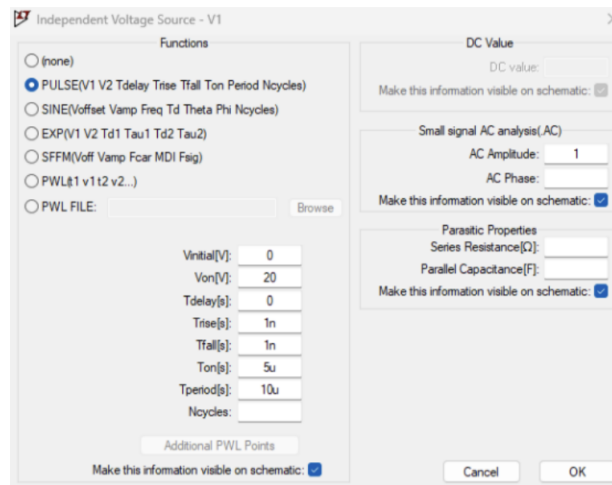 Independent Voltage Source - V1
Functions
(none)
PULSE(V1 V2 Tdelay Trise Tfall Ton Period Ncycles)
SINE(Voffset Vamp Freq Td Theta Phi Ncycles)
EXP(V1 V2 Td1 Tau1 Td2 Tau2)
SFFM(Voff Vamp Fcar MDI Fsig)
PWL(t1 v1 t2 v2...)
PWL FILE:
Browse
Vinitial[V]: 0
Von[V]: 20
Tdelay[s]: 0
Trise[s]: 1n
Tfall[s]: 1n
Ton[s]: 5u
Tperiod[s]: 10u
Ncycles:
Additional PWL Points
Make this information visible on schematic:
DC Value
DC value:
Make this information visible on schematic:
Small signal AC analysis(.AC)
AC Amplitude: 1
AC Phase:
Make this information visible on schematic:
Parasitic Properties
Series Resistance[Ω]:
Parallel Capacitance[F]:
Make this information visible on schematic:
Cancel OK